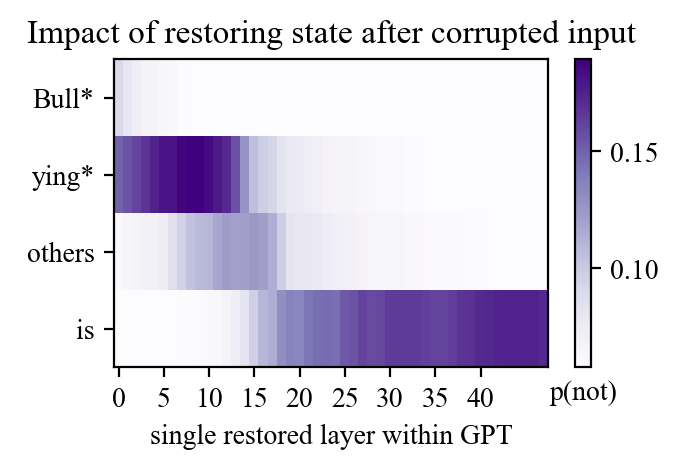 Impact of restoring state after corrupted input
Bull*
ying*
others
is
0 5 10 15 20 25 30 35 40
single restored layer within GPT
0.15
0.10
p(not)